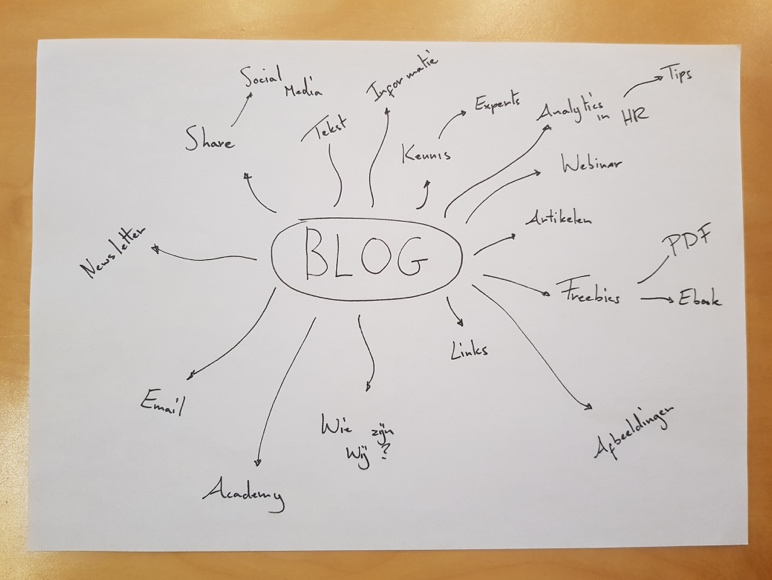 Social
Media
Share
Tekst
Informatie
Kennis
Experts
Analytics
in HR
Tips
Webinar
Artikelen
BLOG
Newsletter
Freebies
PDF
Ebook
Links
Email
Wie zijn
Wij ?
Afbeeldingen
Academy